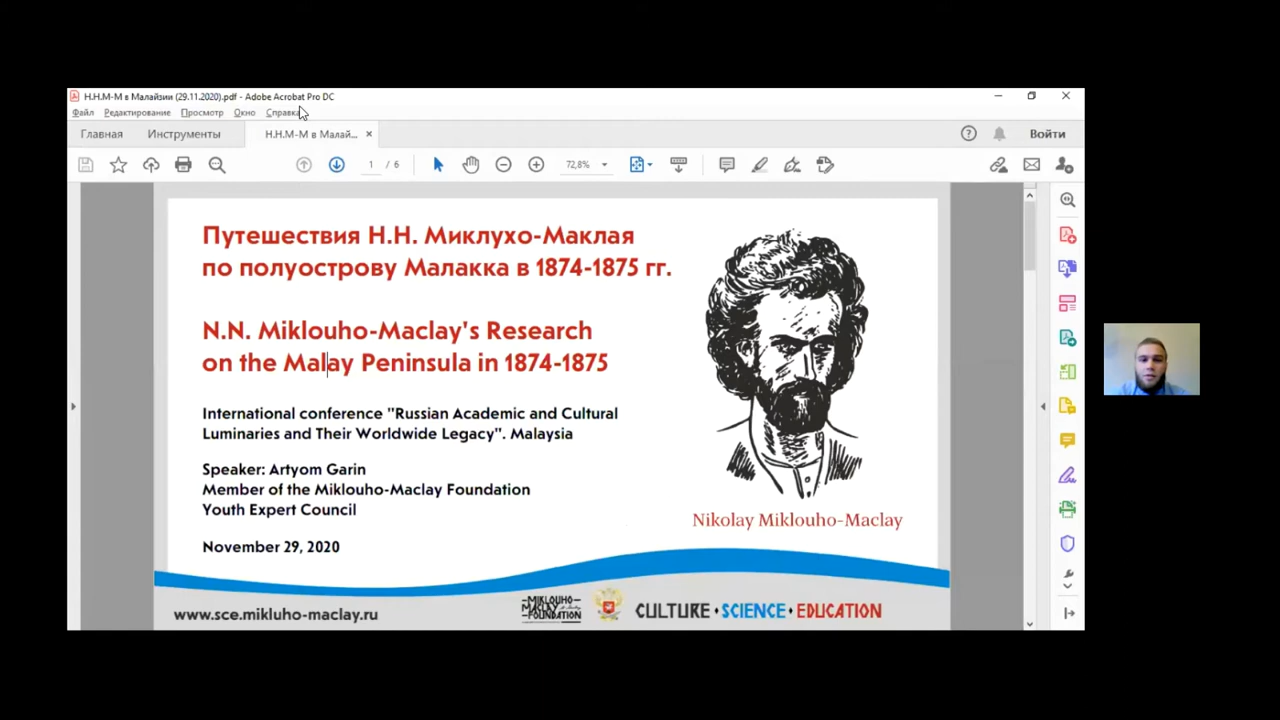 Н.Н.М-М в Малайзии (29.11.2020).pdf - Adobe Acrobat Pro DC
Файл Редактирование Просмотр Окно Справка
Главная Инструменты Н.Н.М-М в Малай... Войти
1 / 6 72,8%
Путешествия Н.Н. Миклухо-Маклая
по полуострову Малакка в 1874-1875 гг.
N.N. Miklouho-Maclay's Research
on the Malay Peninsula in 1874-1875
International conference "Russian Academic and Cultural
Luminaries and Their Worldwide Legacy". Malaysia
Speaker: Artyom Garin
Member of the Miklouho-Maclay Foundation
Youth Expert Council
November 29, 2020
Nikolay Miklouho-Maclay
www.sce.mikluho-maclay.ru
MIKLOUHO-
MACLAY
FOUNDATION
CULTURE • SCIENCE • EDUCATION